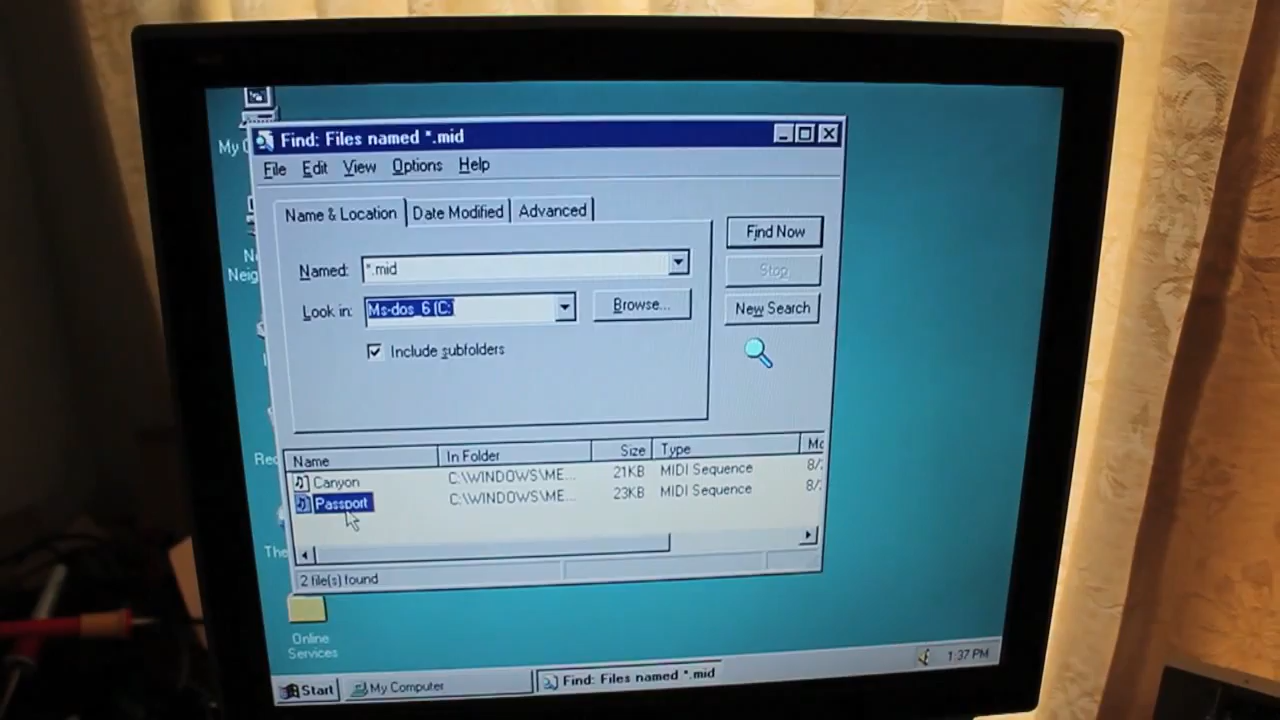 My
Find: Files named *.mid
File Edit View Options Help
Name & Location Date Modified Advanced
Find Now
Named: *.mid
Stop
Look in: Ms-dos_6 (C:
Browse...
New Search
Include subfolders
Name In Folder Size Type
Canyon C:\WINDOWS\ME... 21KB MIDI Sequence 8/
Passport C:\WINDOWS\ME... 23KB MIDI Sequence 8/
The
2 file(s) found
Online
Services
Start My Computer Find: Files named *.mid 1:37 PM